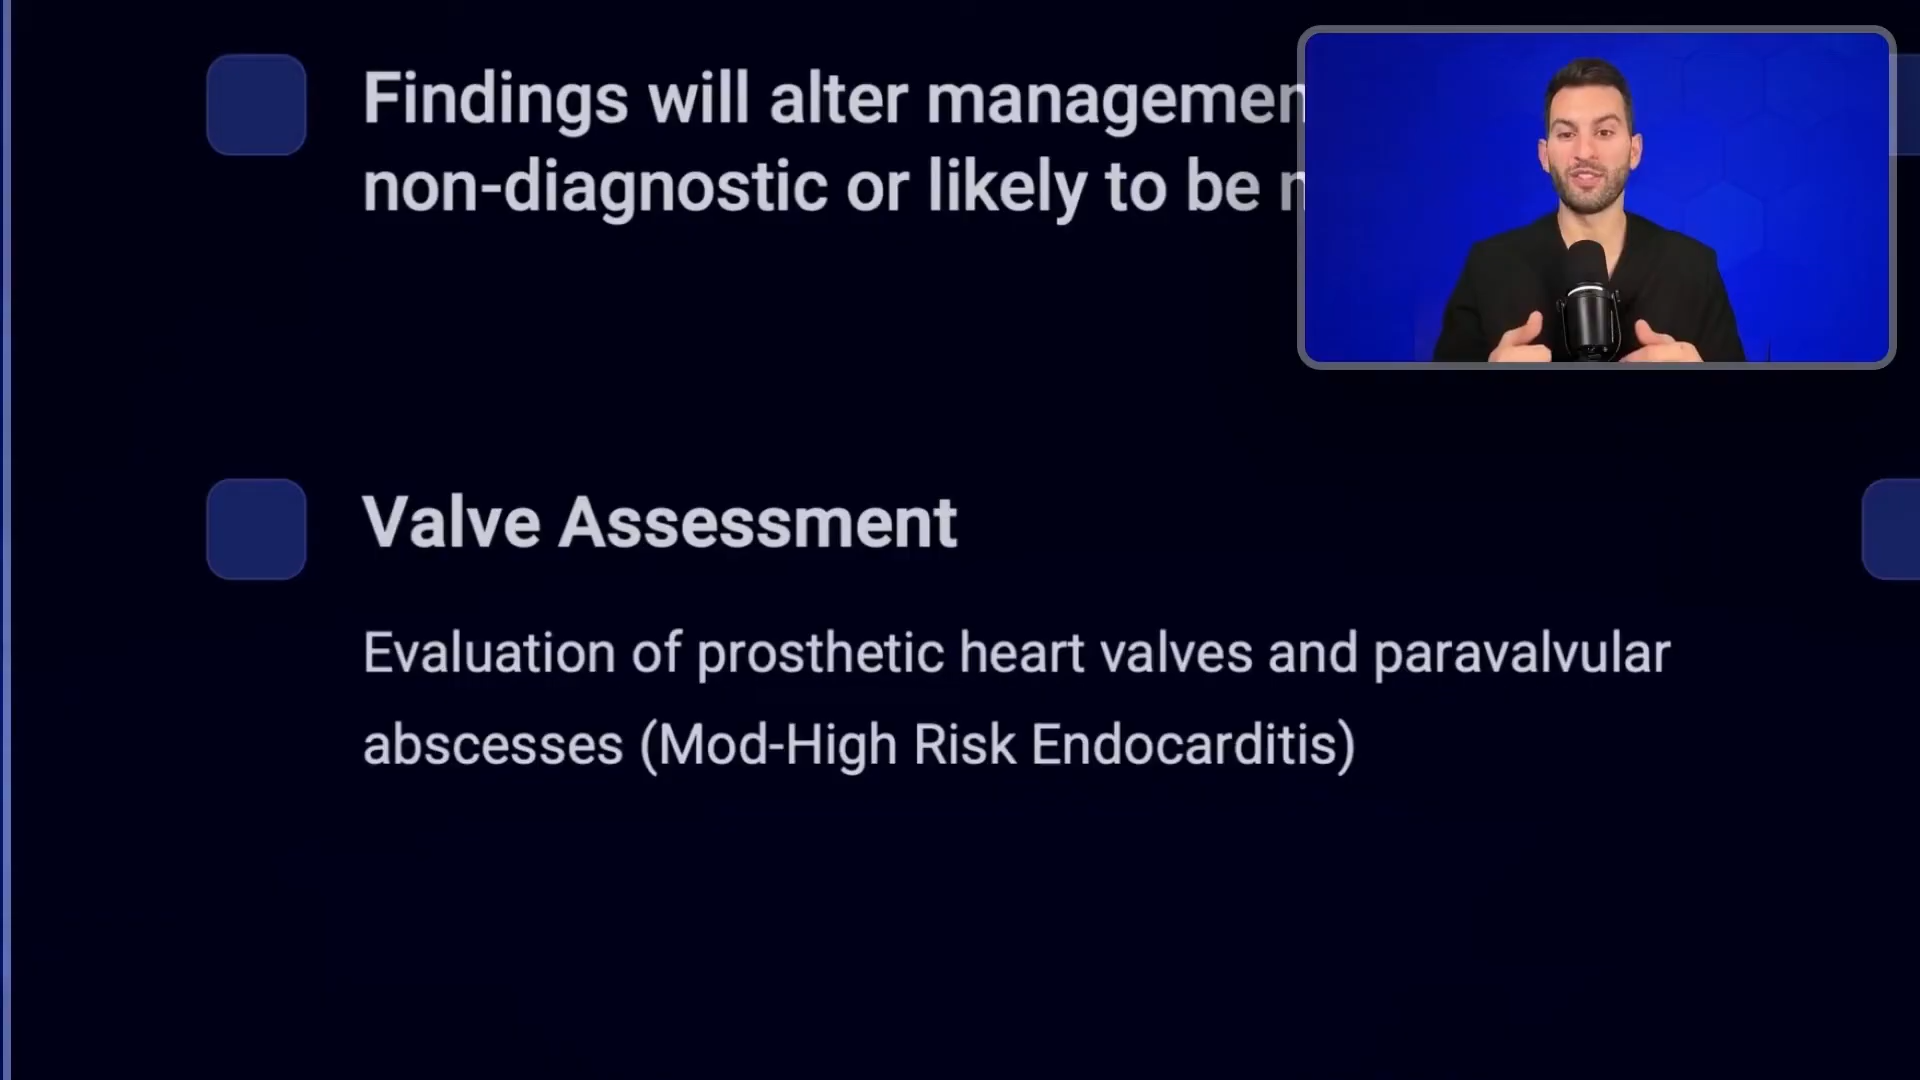 Findings will alter
non-diagnostic or likely to be
Valve Assessment
Evaluation of prosthetic heart valves and paravalvular
abscesses (Mod-High Risk Endocarditis)